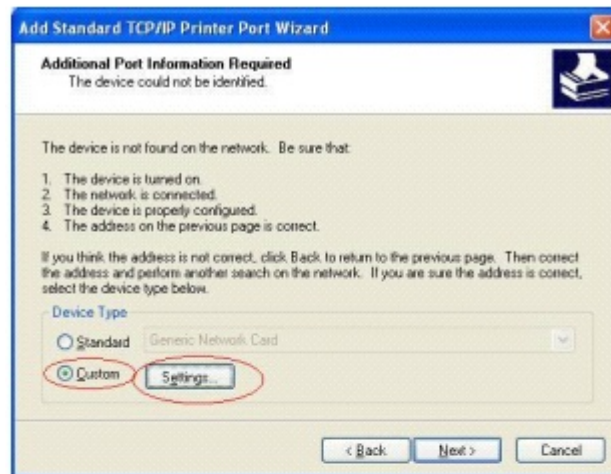 Add Standard TCP/IP Printer Port Wizard
Additional Port Information Required
The device could not be identified.
The device is not found on the network. Be sure that:
1. The device is turned on.
2. The network is connected.
3. The device is properly configured.
4. The address on the previous page is correct.
If you think the address is not correct, click Back to return to the previous page. Then correct
the address and perform another search on the network. If you are sure the address is correct,
select the device type below.
Device Type
Standard Generic Network Card
Custom Settings...
< Back Next > Cancel